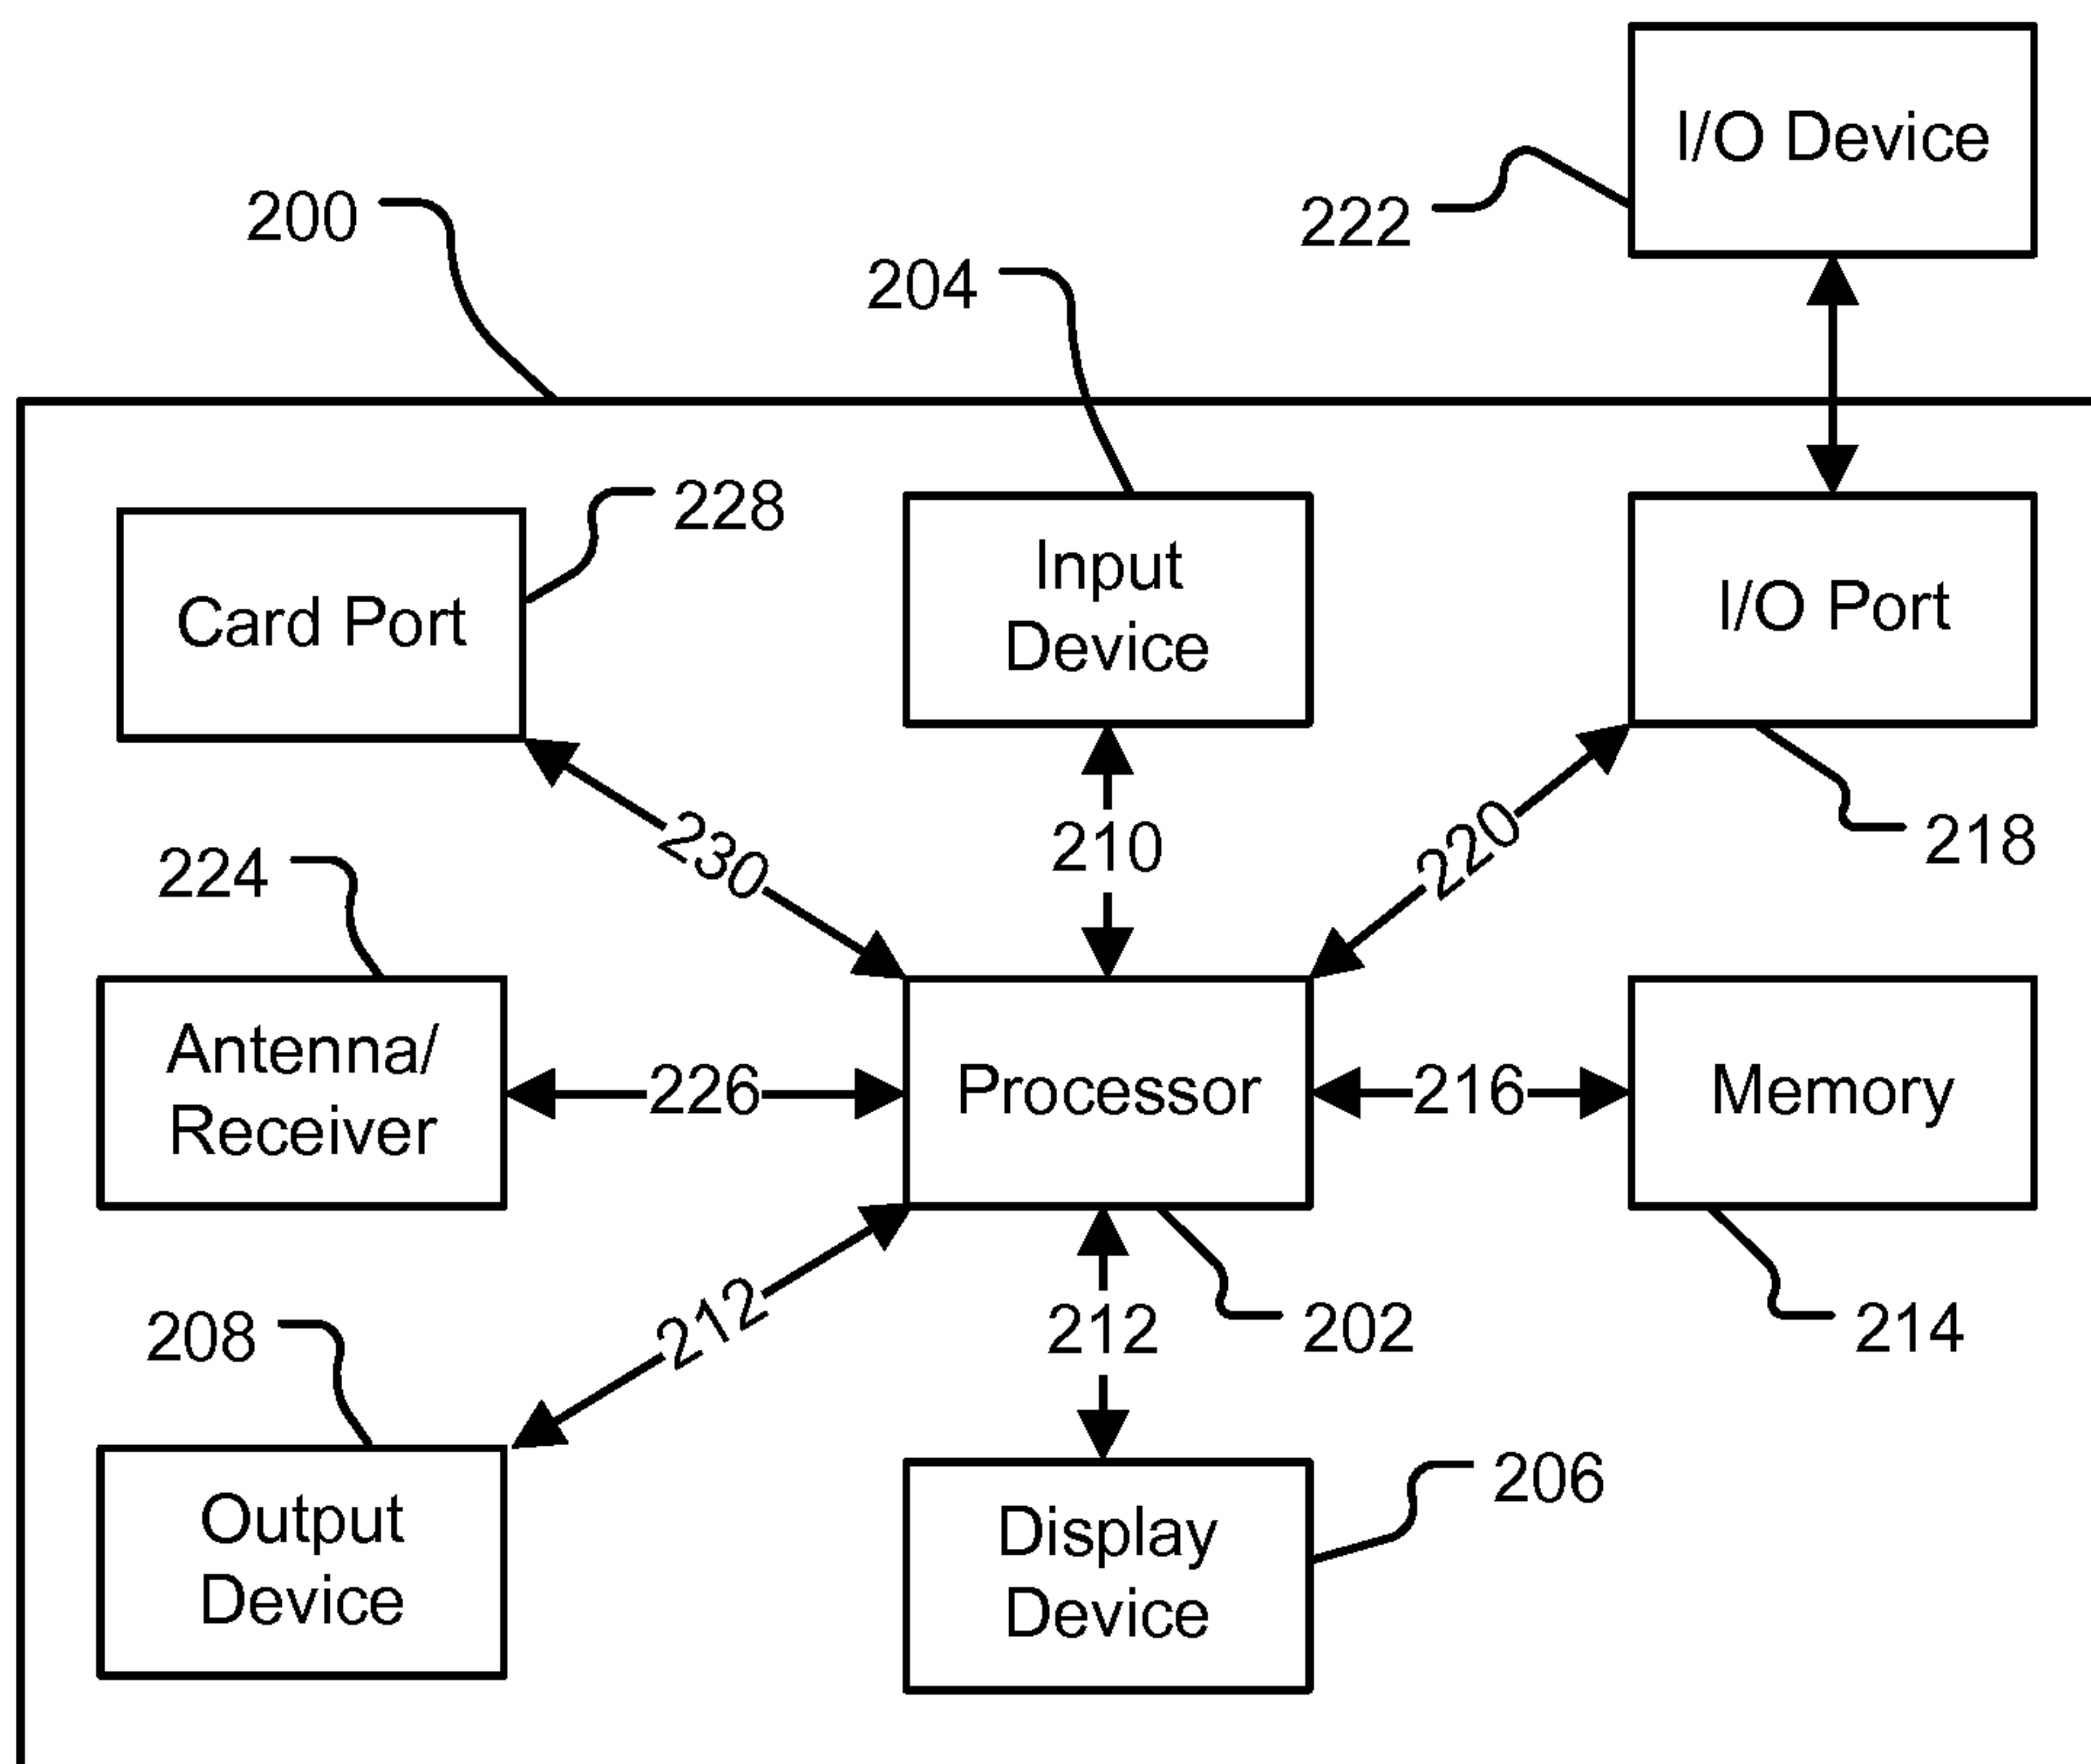 I/O Device
222
200
204
228
Card Port
Input
Device
I/O Port
230
210
220
218
224
Antenna/
Receiver
226
Processor
216
Memory
212
212
202
214
208
206
Output
Device
Display
Device